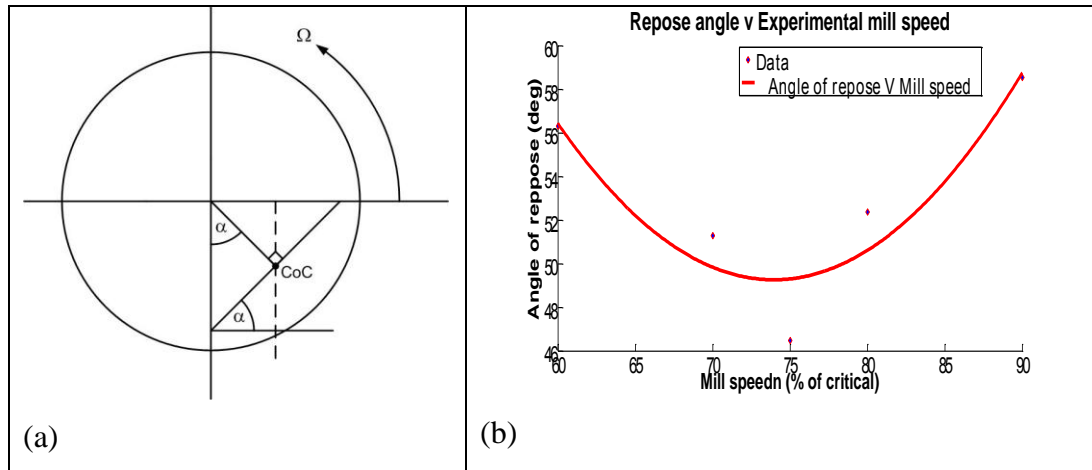 Ω
α
CoC
α
(a)
Repose angle v Experimental mill speed
Data
Angle of repose V Mill speed
Angle of reppose (deg)
60
58
56
54
52
50
48
46
60 65 70 75 80 85 90
Mill speedn (% of critical)
(b)